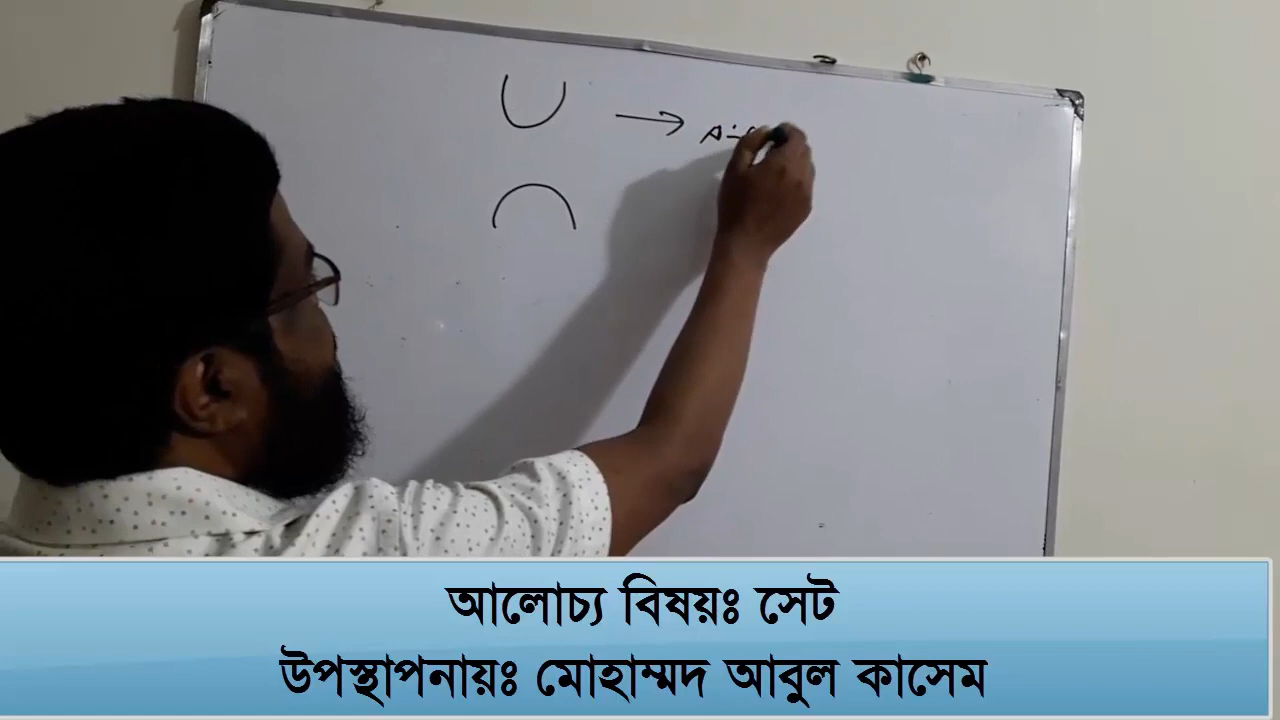 ∪ →
∩
আলোচ্য বিষয়ঃ সেট
উপস্থাপনায়ঃ মোহাম্মদ আবুল কাসেম